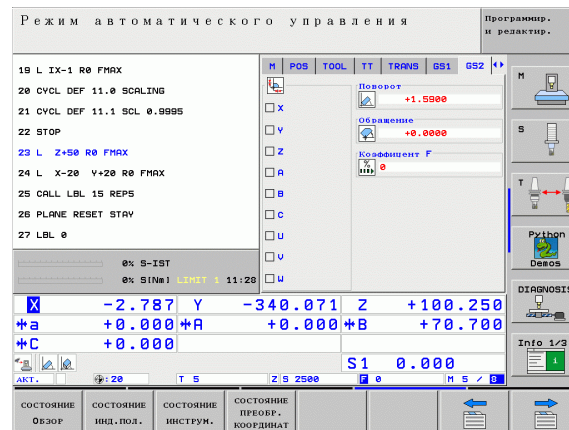 Режим автоматического управления
Программир.
и редактир.
19 L IX-1 R0 FMAX
20 CYCL DEF 11.0 SCALING
21 CYCL DEF 11.1 SCL 0.9995
22 STOP
23 L Z+50 R0 FMAX
24 L X-20 Y+20 R0 FMAX
25 CALL LBL 15 REP5
26 PLANE RESET STAY
27 LBL 0
0% S-IST
0% S[Nm] LIMIT 1 11:28
M POS TOOL TT TRANS GS1 GS2
X
Y
Z
A
B
C
U
V
W
Поворот
+1.5900
Обращение
+0.0000
Коэффицент F
%
0
M
S
T
Python
Demos
DIAGNOSIS
Info 1/3
1
X -2.787 Y -340.071 Z +100.250
a +0.000 A +0.000 B +70.700
C +0.000
S1 0.000
АКТ. : 20 T 5 Z S 2500 F 0 M 5 / 8
СОСТОЯНИЕ
ОБЗОР
СОСТОЯНИЕ
ИНД.ПОЛ.
СОСТОЯНИЕ
ИНСТРУМ.
СОСТОЯНИЕ
ПРЕОБР.
КООРДИНАТ